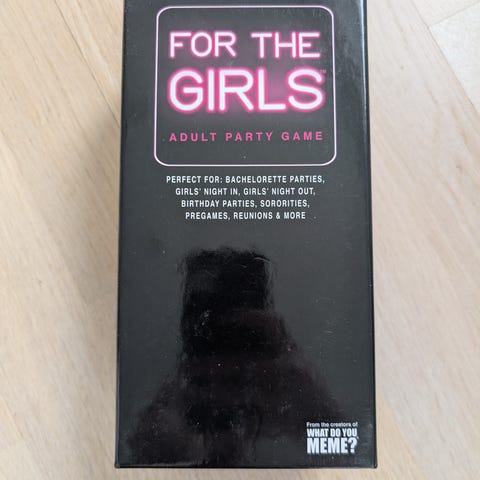 FOR THE
GIRLS™
ADULT PARTY GAME
PERFECT FOR: BACHELORETTE PARTIES,
GIRLS' NIGHT IN, GIRLS' NIGHT OUT,
BIRTHDAY PARTIES, SORORITIES,
PREGAMES, REUNIONS & MORE
From the creators of
WHAT DO YOU
MEME?